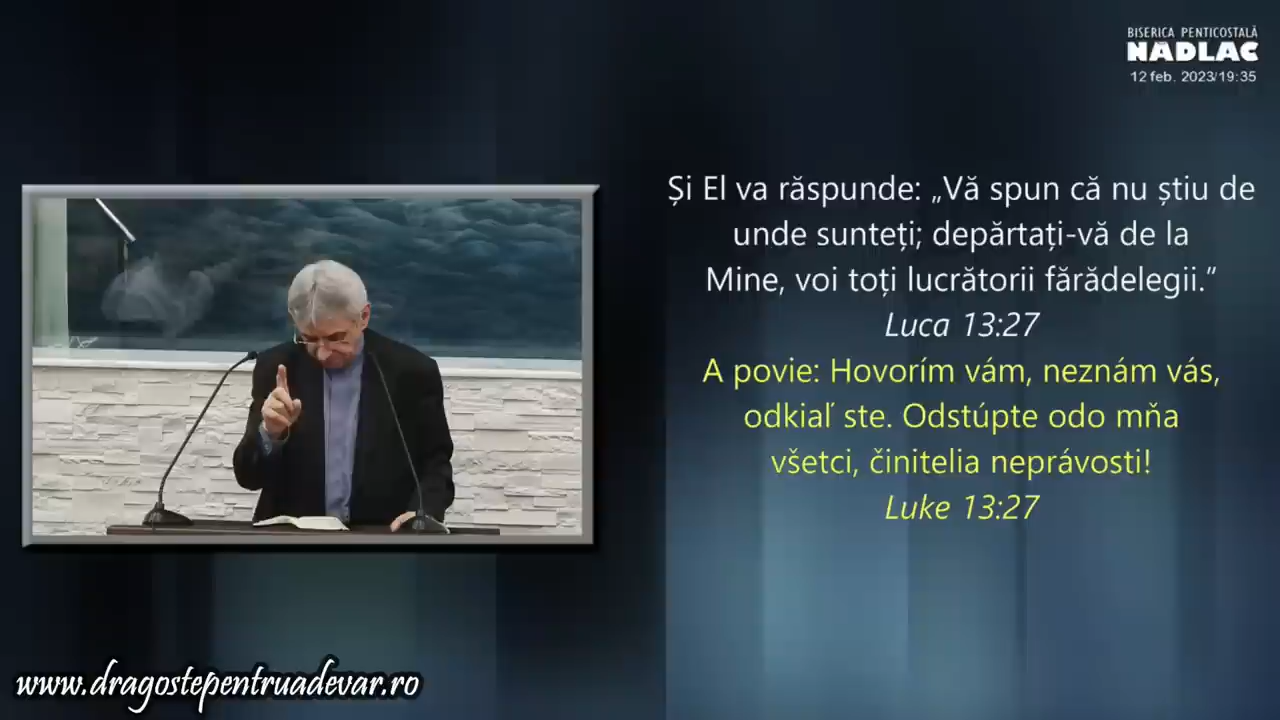 BISERICA PENTICOSTALĂ
NĂDLAC
12 feb. 2023/19:35
Și El va răspunde: „Vă spun că nu știu de
unde sunteți; depărtați-vă de la
Mine, voi toți lucrătorii fărădelegii.”
Luca 13:27
A povie: Hovorím vám, neznám vás,
odkiaľ ste. Odstúpte odo mňa
všetci, činitelia neprávosti!
Luke 13:27
www.dragostepentruadevar.ro